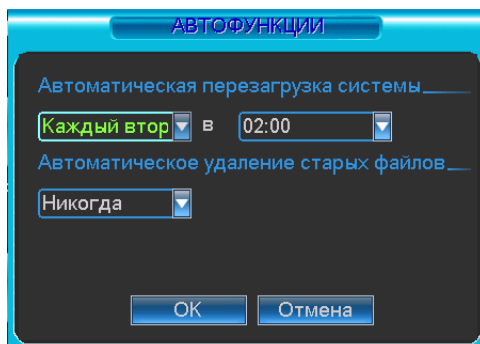 АВТОФУНКЦИИ
Автоматическая перезагрузка системы
Каждый втор в 02:00
Автоматическое удаление старых файлов
Никогда
OK Отмена